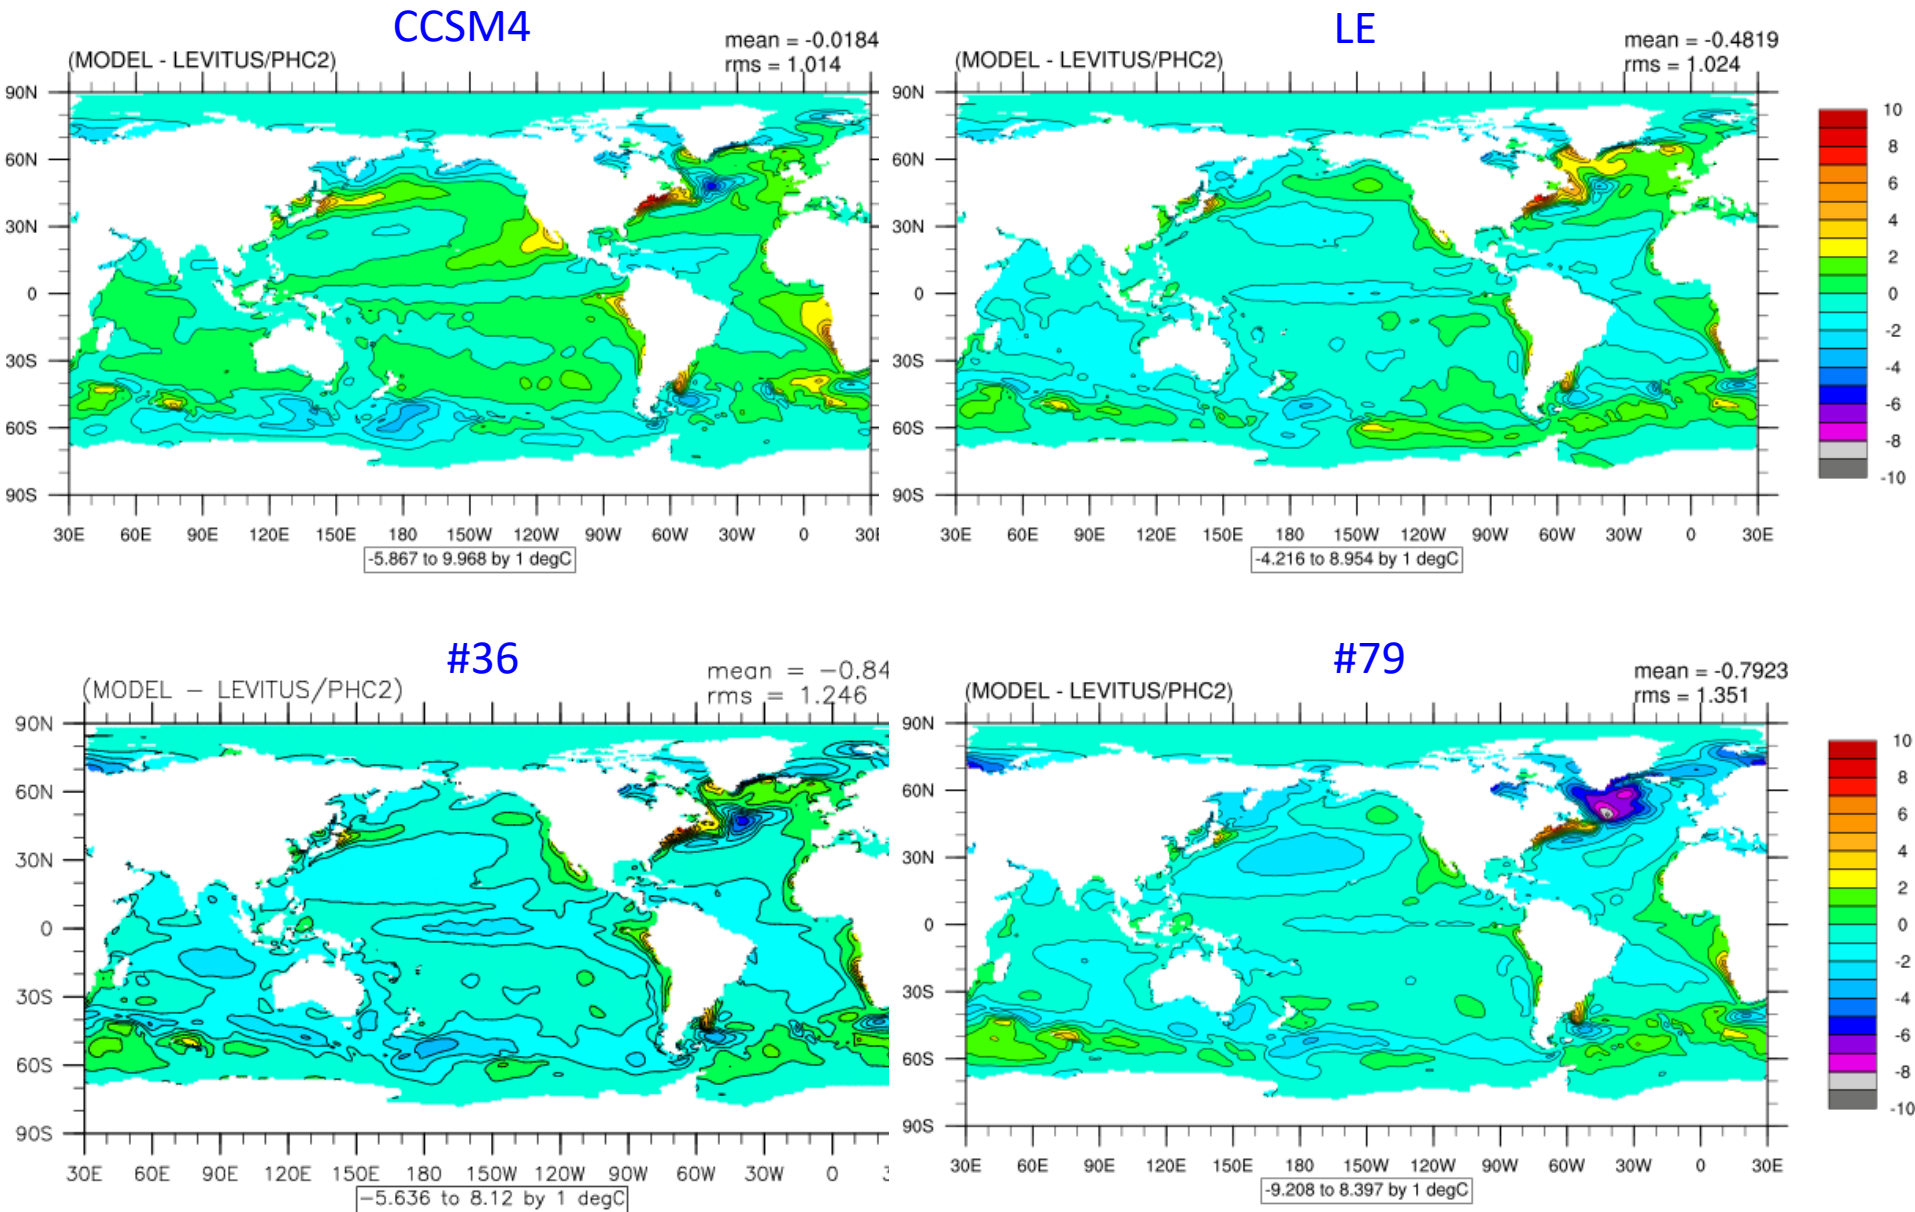 CCSM4
(MODEL - LEVITUS/PHC2)
mean = -0.0184
rms = 1.014
90N
60N
30N
0
30S
60S
90S
30E 60E 90E 120E 150E 180 150W 120W 90W 60W 30W 0 30E
-5.867 to 9.968 by 1 degC
LE
(MODEL - LEVITUS/PHC2)
mean = -0.4819
rms = 1.024
90N
60N
30N
0
30S
60S
90S
30E 60E 90E 120E 150E 180 150W 120W 90W 60W 30W 0 30E
-4.216 to 8.954 by 1 degC
10
8
6
4
2
0
-2
-4
-6
-8
-10
#36
(MODEL – LEVITUS/PHC2)
mean = –0.84
rms = 1.246
90N
60N
30N
0
30S
60S
90S
30E 60E 90E 120E 150E 180 150W 120W 90W 60W 30W 0
–5.636 to 8.12 by 1 degC
#79
(MODEL - LEVITUS/PHC2)
mean = -0.7923
rms = 1.351
90N
60N
30N
0
30S
60S
90S
30E 60E 90E 120E 150E 180 150W 120W 90W 60W 30W 0 30E
-9.208 to 8.397 by 1 degC
10
8
6
4
2
0
-2
-4
-6
-8
-10